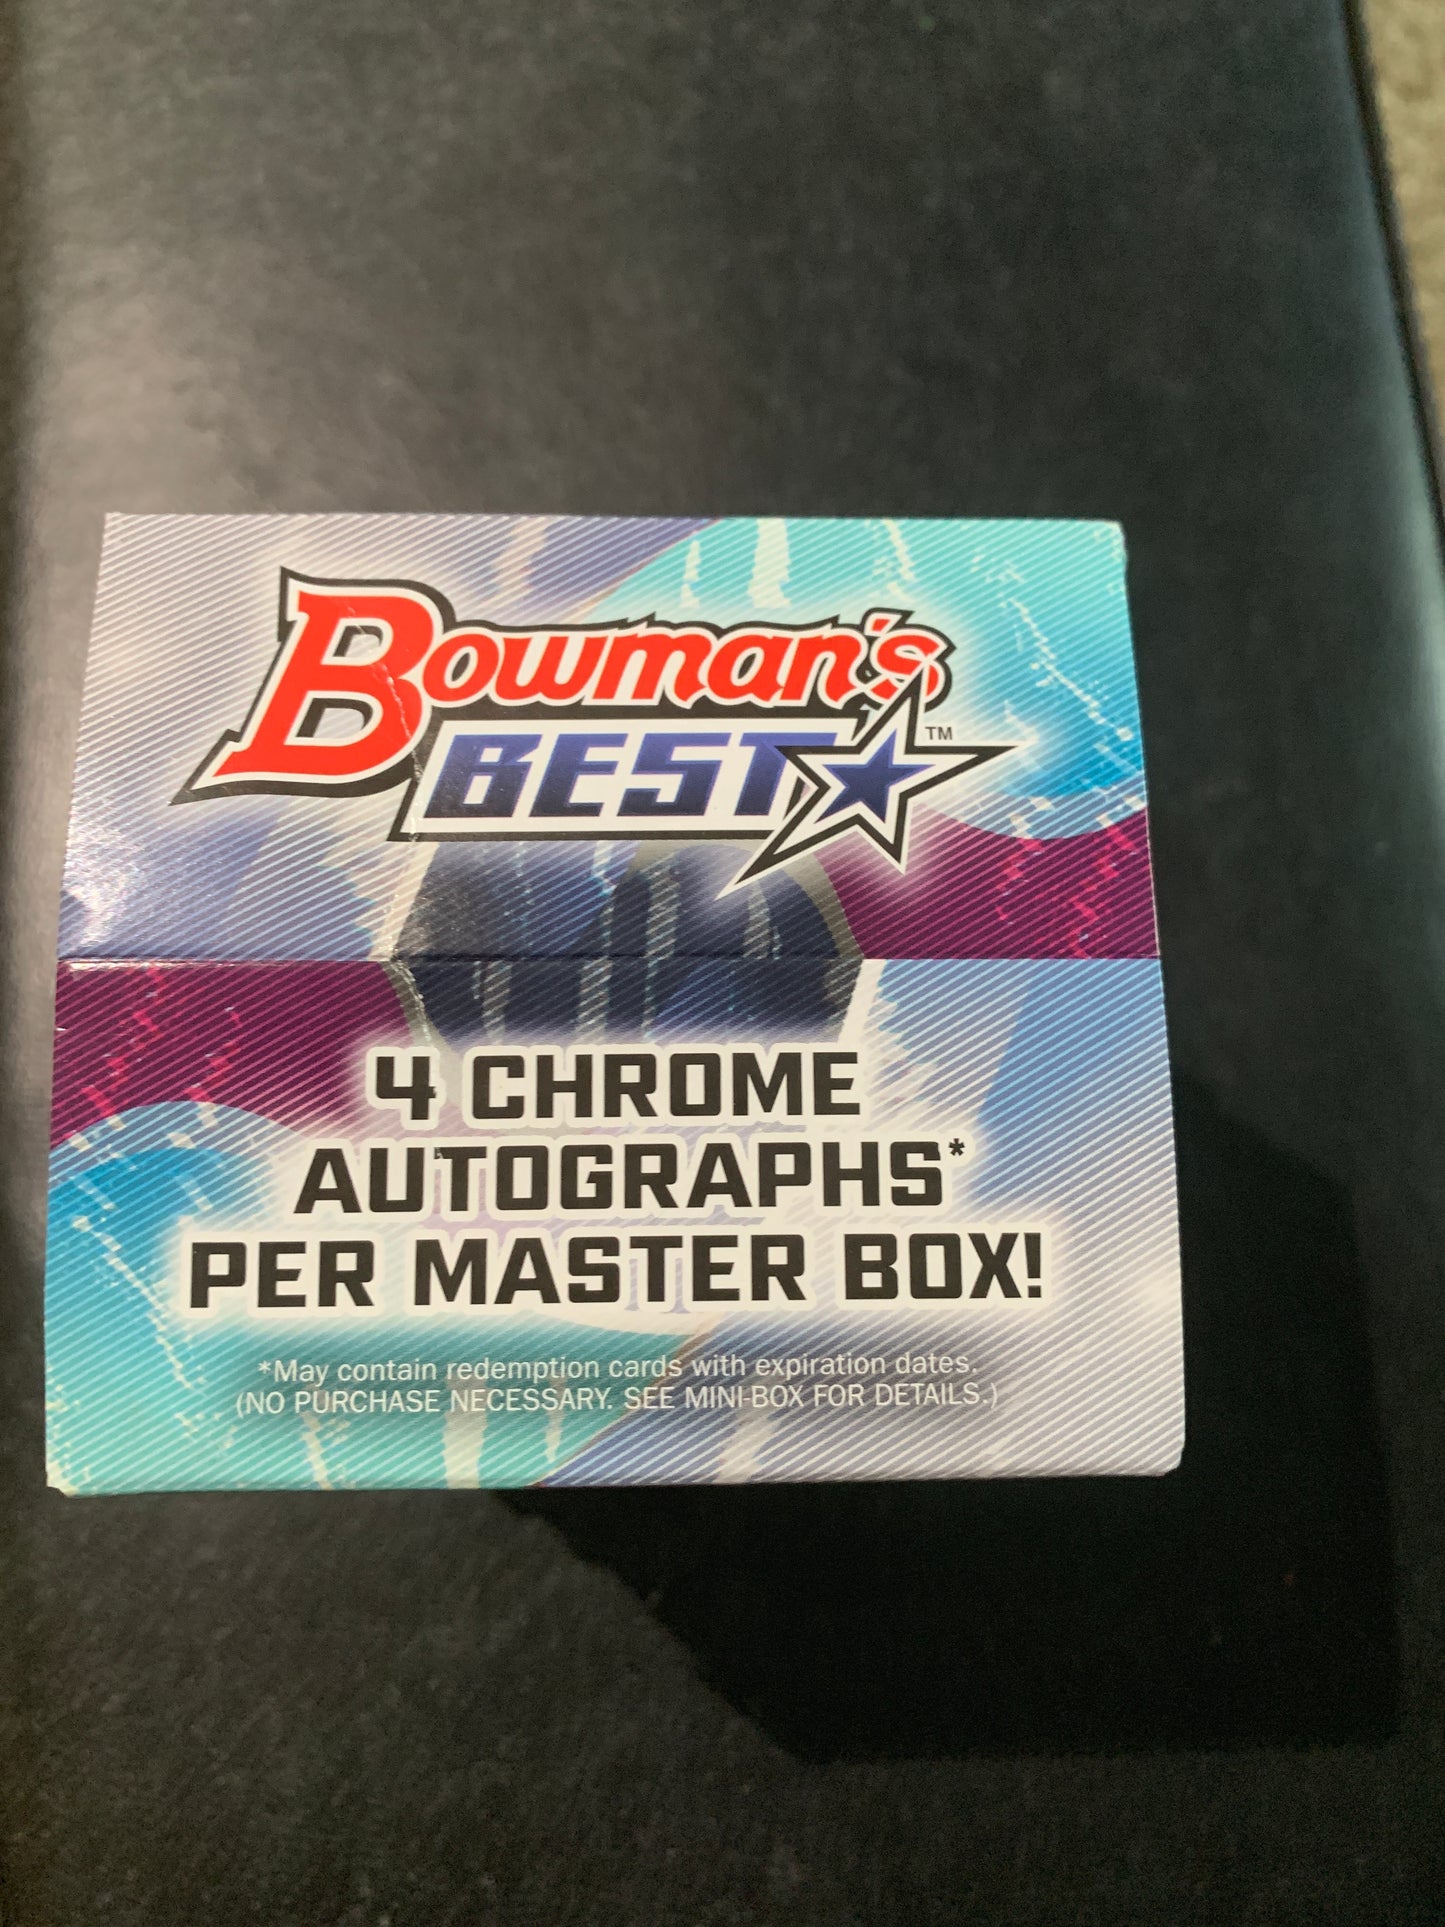 Bowman's
BEST
TM
4 CHROME
AUTOGRAPHS*
PER MASTER BOX!
*May contain redemption cards with expiration dates.
(NO PURCHASE NECESSARY. SEE MINI-BOX FOR DETAILS.)